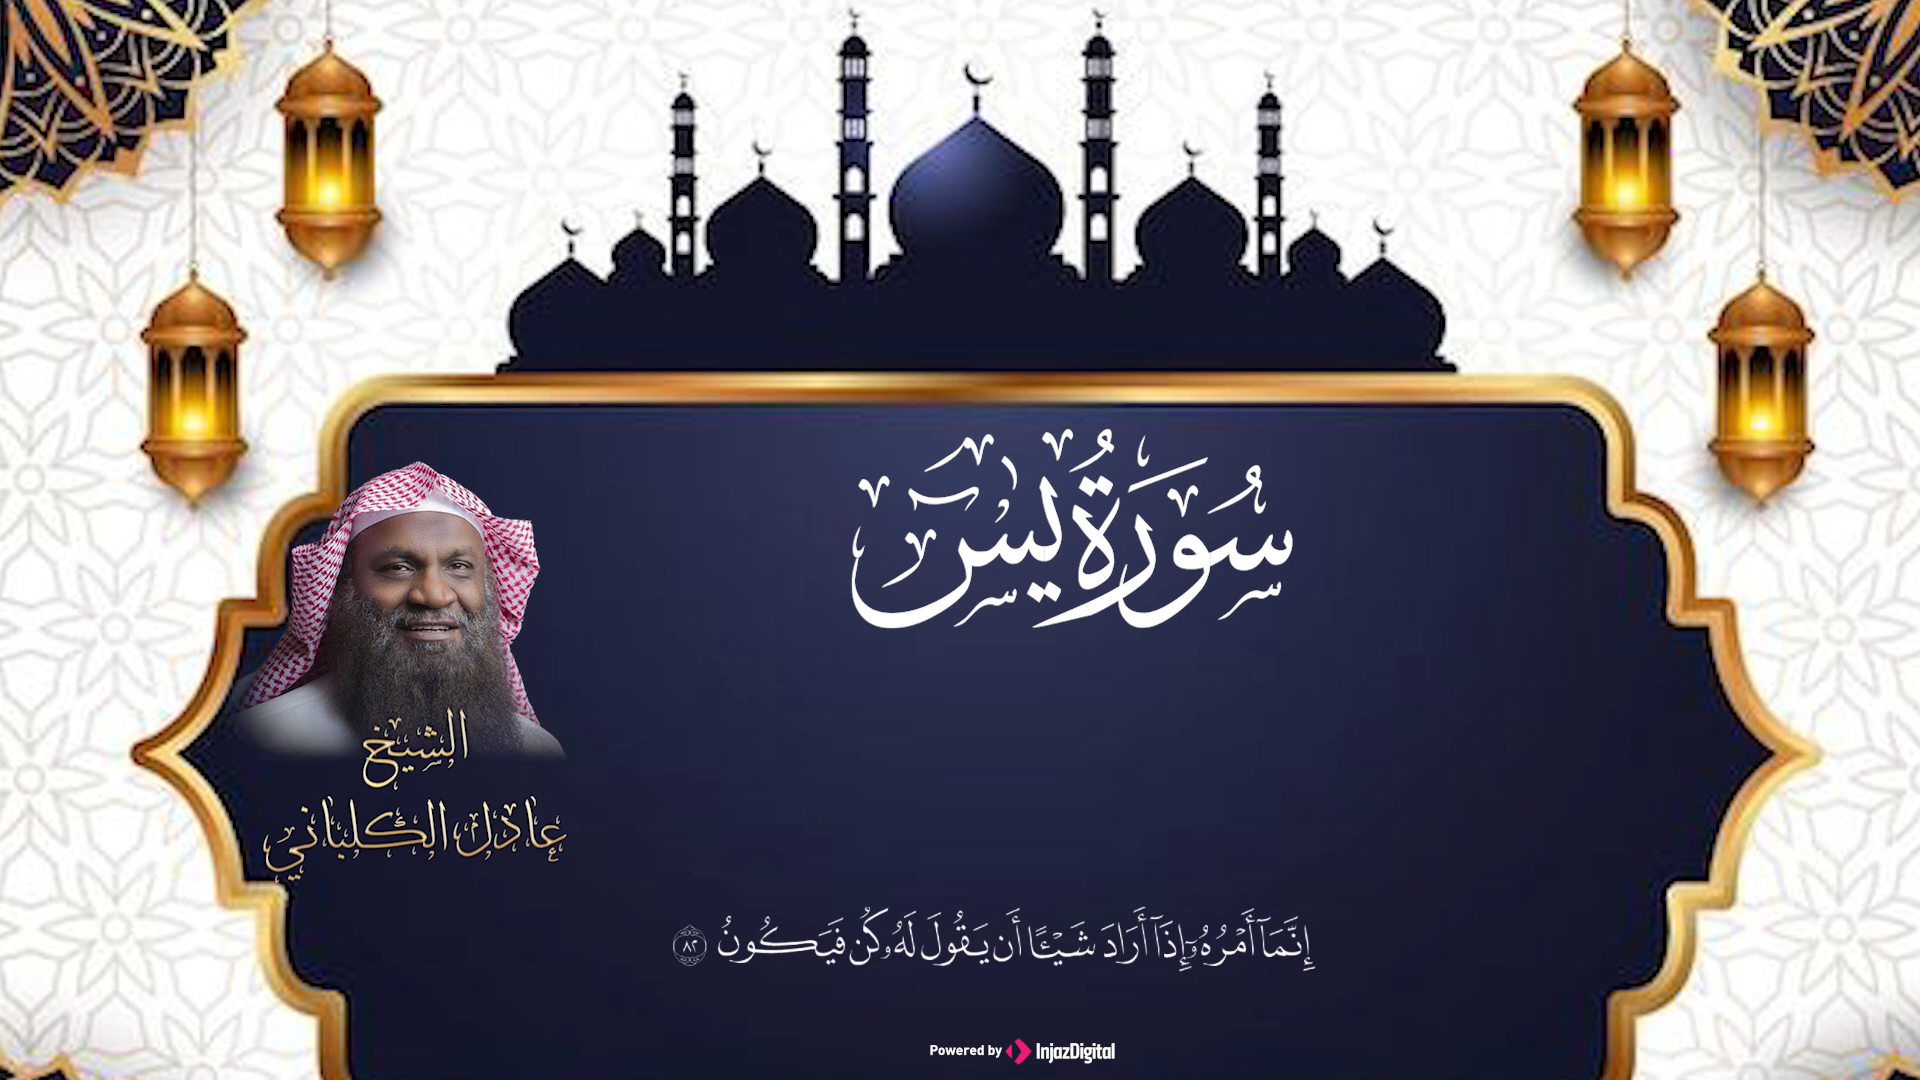 سُورَةُ يسٓ
الشيخ
عادل الكلباني
إِنَّمَآ أَمْرُهُۥٓ إِذَآ أَرَادَ شَيْـًٔا أَن يَقُولَ لَهُۥ كُن فَيَكُونُ ٨٢
Powered by InjazDigital